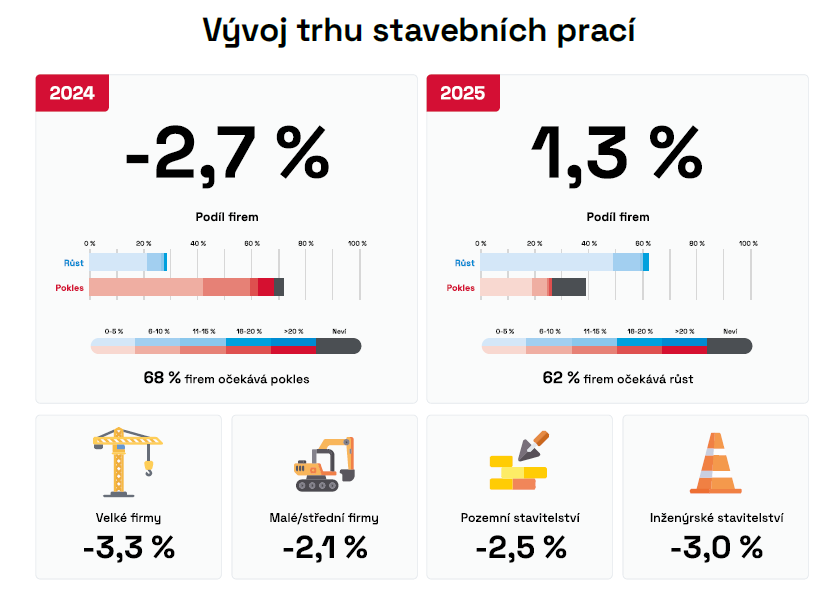 Vývoj trhu stavebních prací
2024
-2,7 %
Podíl firem
0 % 20 % 40 % 60 % 80 % 100 %
Růst
Pokles
0-5 % 6-10 % 11-15 % 16-20 % >20 % Neví
68 % firem očekává pokles
2025
1,3 %
Podíl firem
0 % 20 % 40 % 60 % 80 % 100 %
Růst
Pokles
0-5 % 6-10 % 11-15 % 16-20 % >20 % Neví
62 % firem očekává růst
Velké firmy
-3,3 %
Malé/střední firmy
-2,1 %
Pozemní stavitelství
-2,5 %
Inženýrské stavitelství
-3,0 %